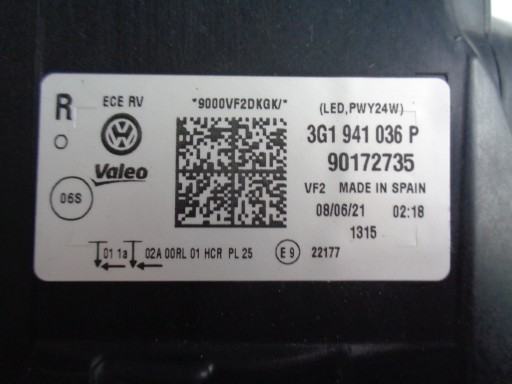 R ECE RV *9000VF2DKGK/* (LED,PWY24W)
3G1 941 036 P
Valeo 90172735
06S VF2 MADE IN SPAIN
08/06/21 02:18
1315
01 1a 02A 00RL 01 HCR PL 25 E9 22177